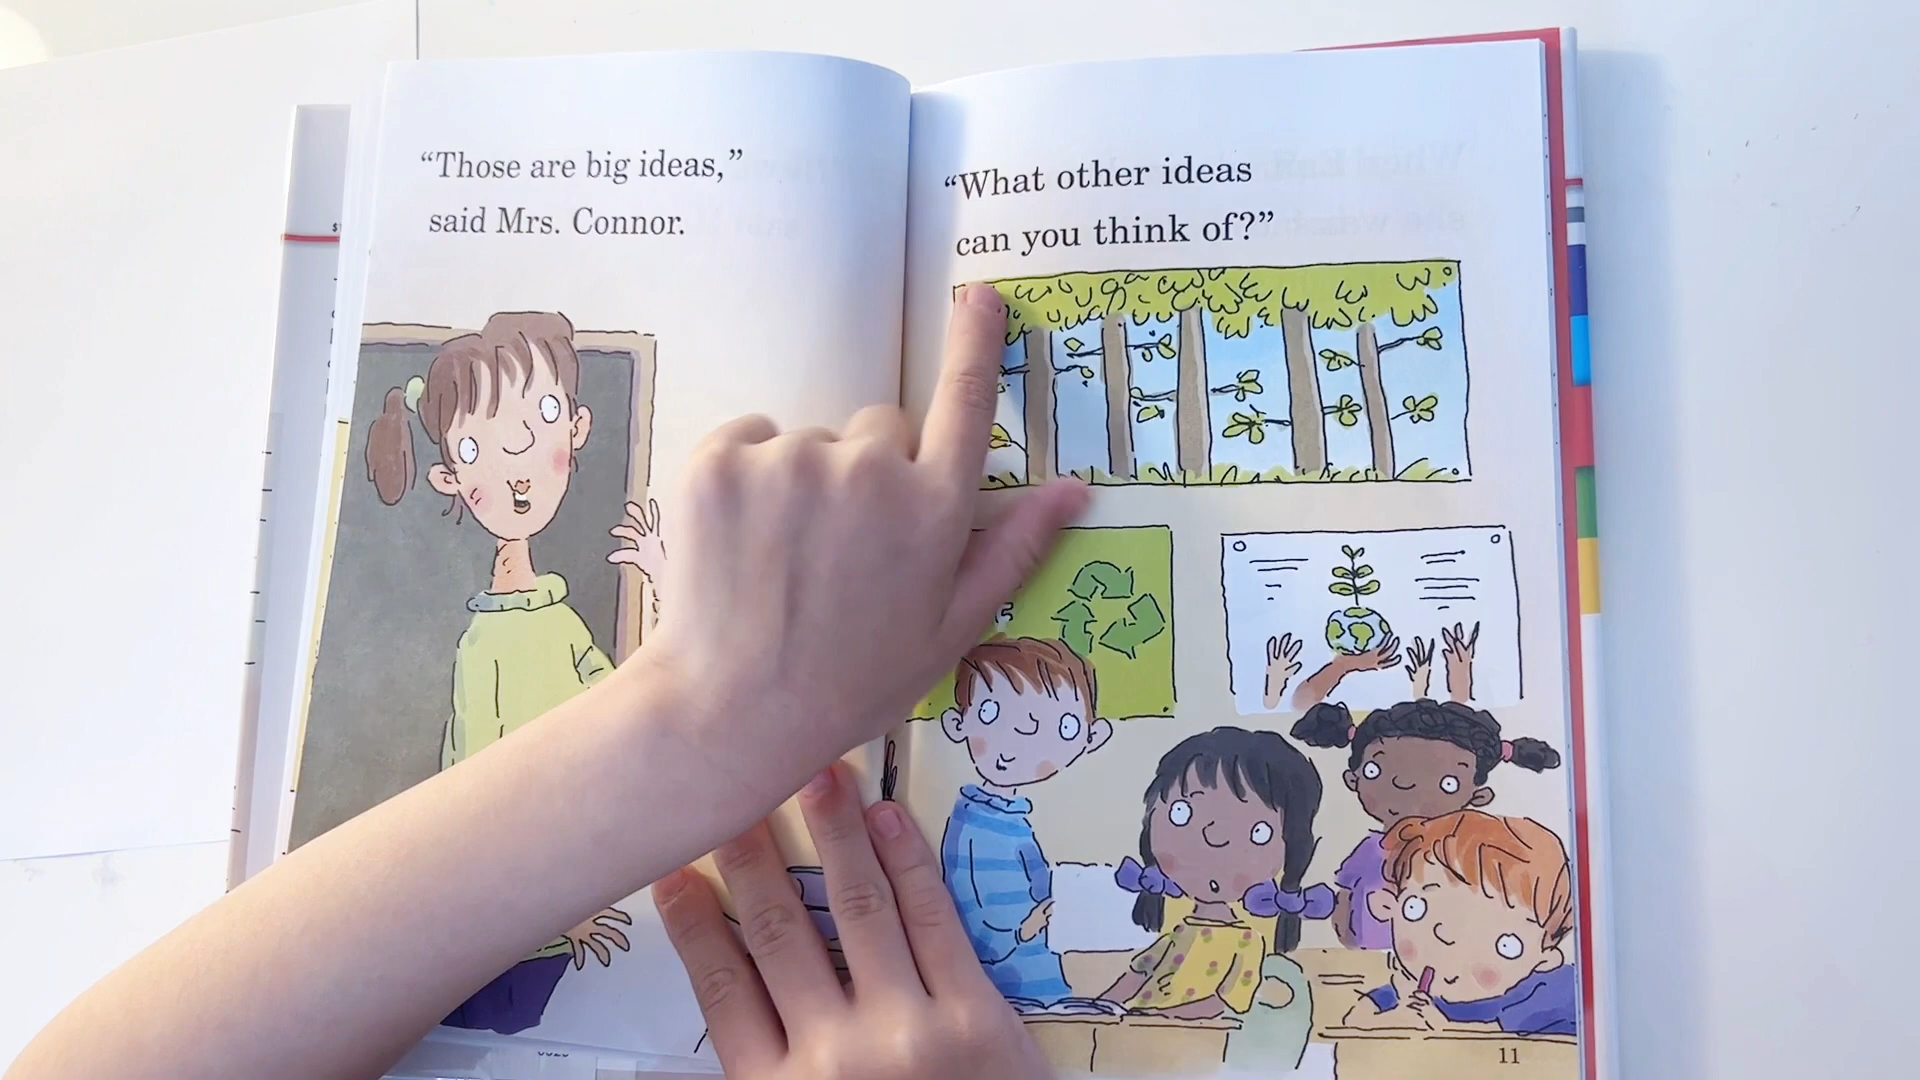 “Those are big ideas,”
said Mrs. Connor.
“What other ideas
can you think of?”
11